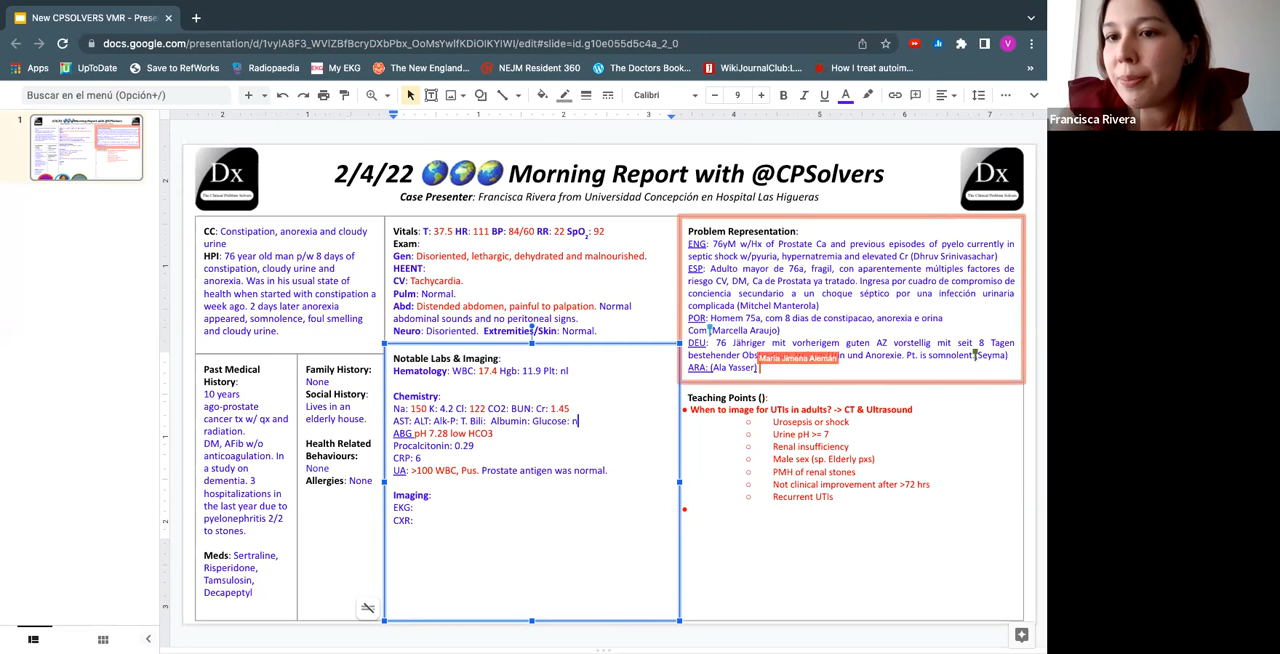 New CPSOLVERS VMR - Prese
docs.google.com/presentation/d/1vylA8F3_WVlZBfBcryDXbPbx_OoMsYwlfKDiOlKYlWI/edit#slide=id.g10e055d5c4a_2_0
Apps UpToDate Save to RefWorks Radiopaedia My EKG The New England... NEJM Resident 360 The Doctors Book... WikiJournalClub:L... How I treat autoim...
Buscar en el menú (Opción+/) Calibri 9
Francisca Rivera
2/4/22 Morning Report with @CPSolvers
Case Presenter: Francisca Rivera from Universidad Concepción en Hospital Las Higueras
Dx
The Clinical Problem Solvers
Dx
The Clinical Problem Solvers
CC: Constipation, anorexia and cloudy
urine
HPI: 76 year old man p/w 8 days of
constipation, cloudy urine and
anorexia. Was in his usual state of
health when started with constipation a
week ago. 2 days later anorexia
appeared, somnolence, foul smelling
and cloudy urine.
Past Medical
History:
10 years
ago-prostate
cancer tx w/ qx and
radiation.
DM, AFib w/o
anticoagulation. In
a study on
dementia. 3
hospitalizations in
the last year due to
pyelonephritis 2/2
to stones.
Meds: Sertraline,
Risperidone,
Tamsulosin,
Decapeptyl
Family History:
None
Social History:
Lives in an
elderly house.
Health Related
Behaviours:
None
Allergies: None
Vitals: T: 37.5 HR: 111 BP: 84/60 RR: 22 SpO2: 92
Exam:
Gen: Disoriented, lethargic, dehydrated and malnourished.
HEENT:
CV: Tachycardia.
Pulm: Normal.
Abd: Distended abdomen, painful to palpation. Normal
abdominal sounds and no peritoneal signs.
Neuro: Disoriented. Extremities/Skin: Normal.
Notable Labs & Imaging:
Hematology: WBC: 17.4 Hgb: 11.9 Plt: nl
Chemistry:
Na: 150 K: 4.2 Cl: 122 CO2: BUN: Cr: 1.45
AST: ALT: Alk-P: T. Bili: Albumin: Glucose: n
ABG pH 7.28 low HCO3
Procalcitonin: 0.29
CRP: 6
UA: >100 WBC, Pus. Prostate antigen was normal.
Imaging:
EKG:
CXR:
Problem Representation:
ENG: 76yM w/Hx of Prostate Ca and previous episodes of pyelo currently in
septic shock w/pyuria, hypernatremia and elevated Cr (Dhruv Srinivasachar)
ESP: Adulto mayor de 76a, fragil, con aparentemente múltiples factores de
riesgo CV, DM, Ca de Prostata ya tratado. Ingresa por cuadro de compromiso de
conciencia secundario a un choque séptico por una infección urinaria
complicada (Mitchel Manterola)
POR: Homem 75a, com 8 dias de constipacao, anorexia e orina
Com (Marcella Araujo)
DEU: 76 Jähriger mit vorherigem guten AZ vorstellig mit seit 8 Tagen
bestehender und Anorexie. Pt. is somnolent (Seyma)
Maria Jimena Alemán
ARA: (Ala Yasser)
Teaching Points ():
When to image for UTIs in adults? -> CT & Ultrasound
Urosepsis or shock
Urine pH >= 7
Renal insufficiency
Male sex (sp. Elderly pxs)
PMH of renal stones
Not clinical improvement after >72 hrs
Recurrent UTIs